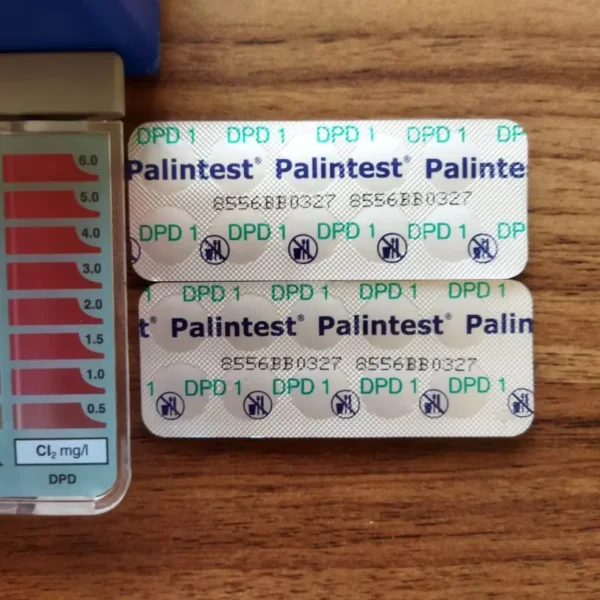 6.0
5.0
4.0
3.0
2.0
1.5
1.0
0.5
Cl₂ mg/l
DPD
DPD 1 DPD 1 DPD 1 DPD 1 DP
Palintest® Palintest® Palintes
8556BB0327 8556BB0327
DPD 1 DPD 1 DPD 1 DPD 1 DPD 1
DPD 1 DPD 1 DPD 1 DPD 1
t® Palintest® Palintest® Palin
8556BB0327 8556BB0327
1 DPD 1 DPD 1 DPD 1 DPD 1